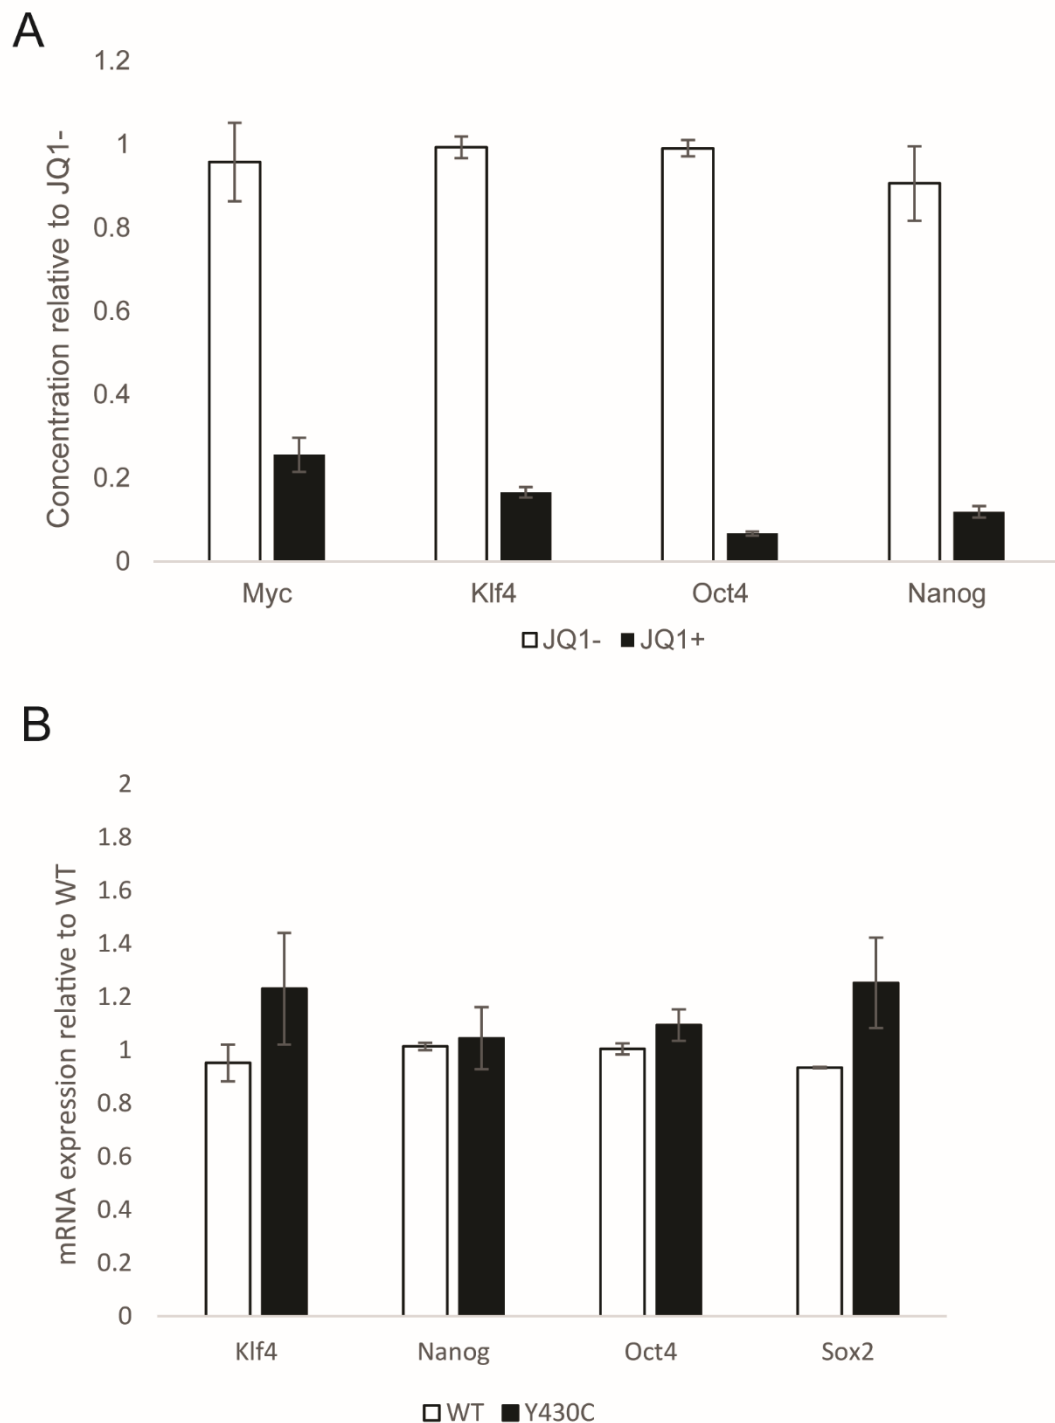 A
Concentration relative to JQ1-
1.2
1
0.8
0.6
0.4
0.2
0
Myc Klf4 Oct4 Nanog
JQ1- JQ1+
B
mRNA expression relative to WT
2
1.8
1.6
1.4
1.2
1
0.8
0.6
0.4
0.2
0
Klf4 Nanog Oct4 Sox2
WT Y430C